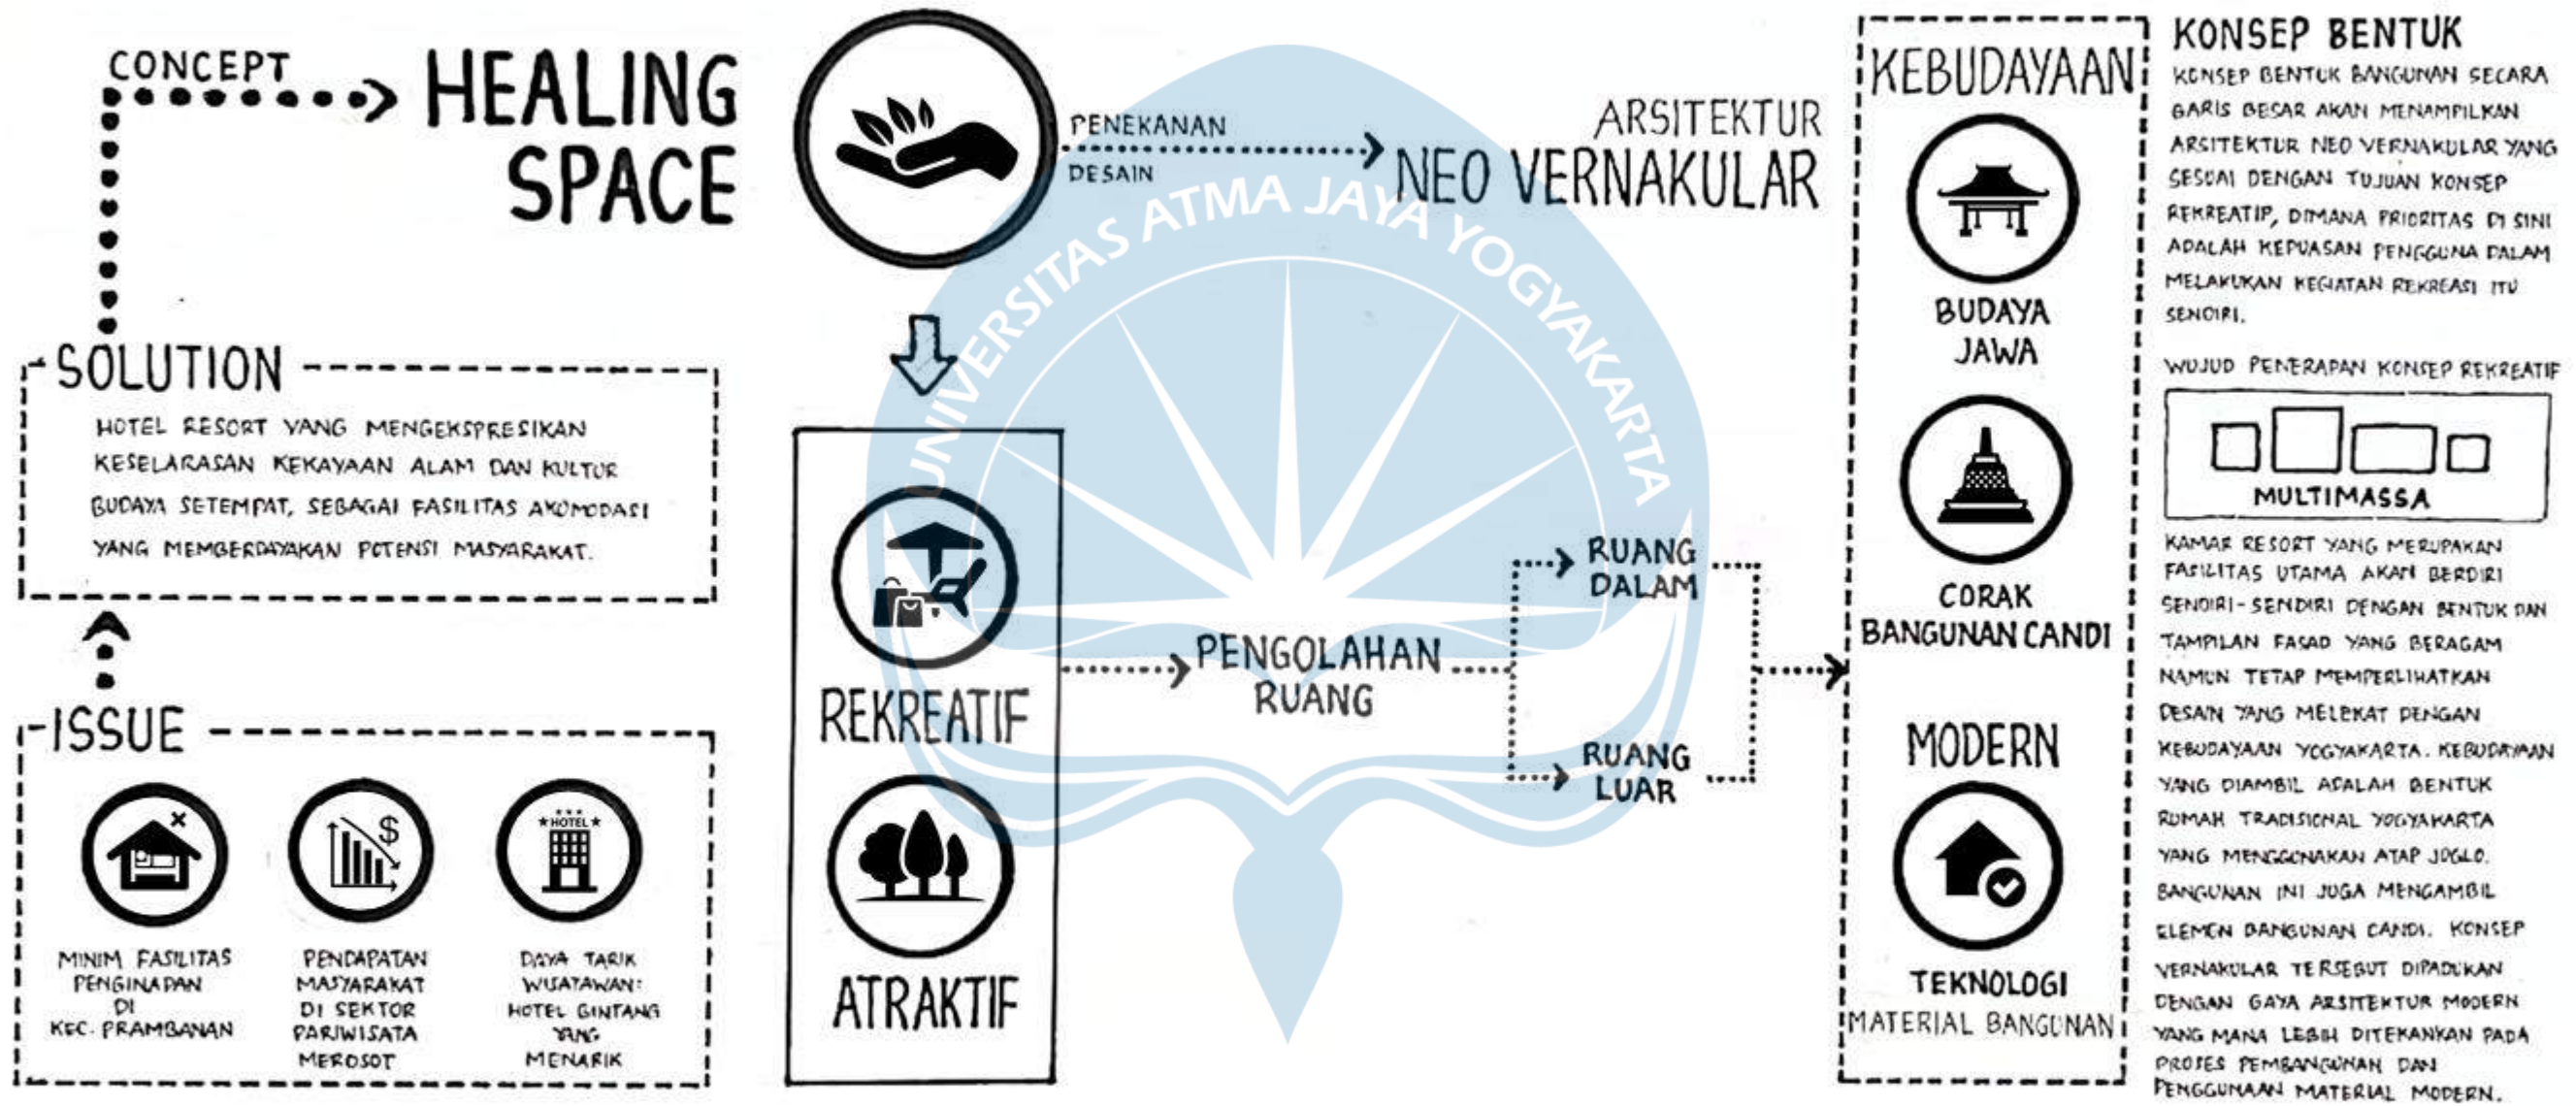 CONCEPT
HEALING
SPACE
SOLUTION
HOTEL RESORT YANG MENGEKSPRESIKAN
KESELARASAN KEKAYAAN ALAM DAN KULTUR
BUDAYA SETEMPAT, SEBAGAI FASILITAS AKOMODASI
YANG MEMBERDAYAKAN POTENSI MASYARAKAT.
ISSUE
MINIM FASILITAS
PENGINAPAN
DI
KEC. PRAMBANAN
$
PENDAPATAN
MASYARAKAT
DI SEKTOR
PARIWISATA
MEROSOT
HOTEL
DAYA TARIK
WISATAWAN:
HOTEL BINTANG
YANG
MENARIK
PENEKANAN
DESAIN
ARSITEKTUR
NEO VERNAKULAR
UNIVERSITAS ATMA JAYA YOGYAKARTA
REKREATIF
ATRAKTIF
PENGOLAHAN
RUANG
RUANG
DALAM
RUANG
LUAR
KEBUDAYAAN
BUDAYA
JAWA
CORAK
BANGUNAN CANDI
MODERN
TEKNOLOGI
MATERIAL BANGUNAN
KONSEP BENTUK
KONSEP BENTUK BANGUNAN SECARA
GARIS BESAR AKAN MENAMPILKAN
ARSITEKTUR NEO VERNAKULAR YANG
SESUAI DENGAN TUJUAN KONSEP
REKREATIF, DIMANA PRIORITAS DI SINI
ADALAH KEPUASAN PENGGUNA DALAM
MELAKUKAN KEGIATAN REKREASI ITU
SENDIRI.
WUJUD PENERAPAN KONSEP REKREATIF
MULTIMASSA
KAMAR RESORT YANG MERUPAKAN
FASILITAS UTAMA AKAN BERDIRI
SENDIRI-SENDIRI DENGAN BENTUK DAN
TAMPILAN FASAD YANG BERAGAM
NAMUN TETAP MEMPERLIHATKAN
DESAIN YANG MELEKAT DENGAN
KEBUDAYAAN YOGYAKARTA. KEBUDAYAAN
YANG DIAMBIL ADALAH BENTUK
RUMAH TRADISIONAL YOGYAKARTA
YANG MENGGUNAKAN ATAP JOGLO.
BANGUNAN INI JUGA MENGAMBIL
ELEMEN BANGUNAN CANDI. KONSEP
VERNAKULAR TERSEBUT DIPADUKAN
DENGAN GAYA ARSITEKTUR MODERN
YANG MANA LEBIH DITEKANKAN PADA
PROSES PEMBANGUNAN DAN
PENGGUNAAN MATERIAL MODERN.